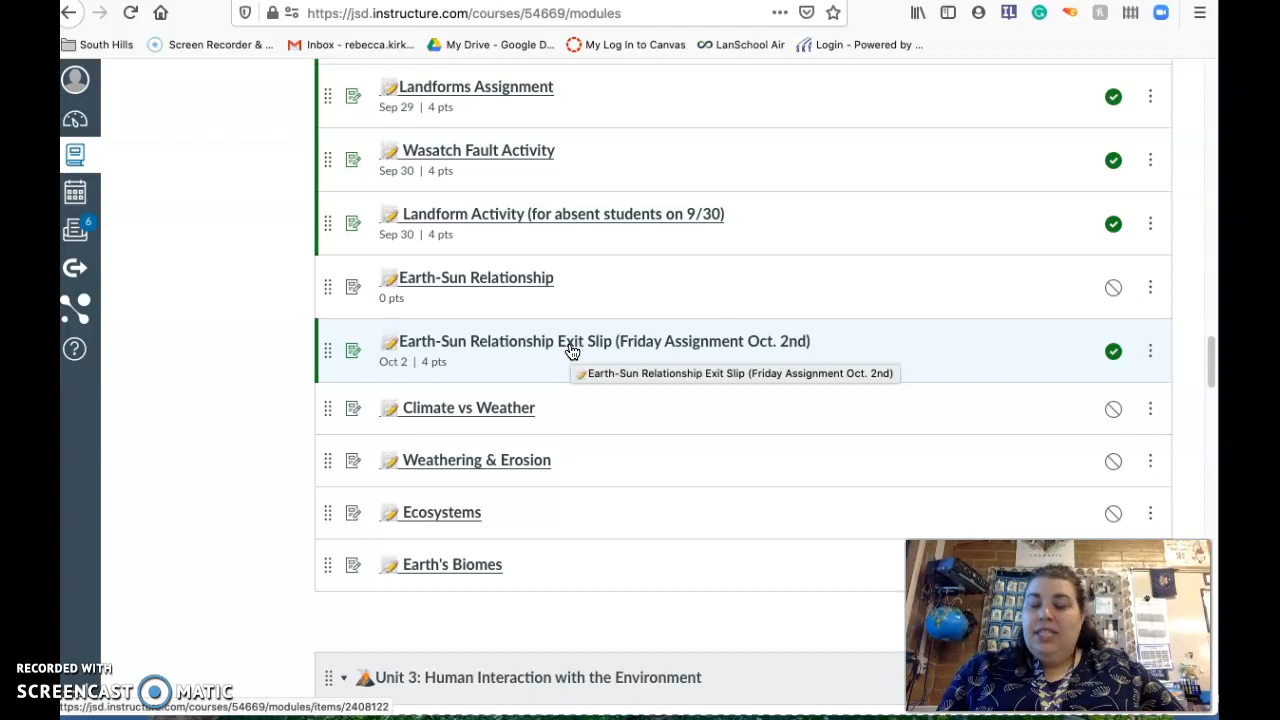 https://jsd.instructure.com/courses/54669/modules
South Hills
Screen Recorder & ...
Inbox - rebecca.kirk...
My Drive - Google D...
My Log In to Canvas
LanSchool Air
Login - Powered by ...
Landforms Assignment
Sep 29 | 4 pts
Wasatch Fault Activity
Sep 30 | 4 pts
6
Landform Activity (for absent students on 9/30)
Sep 30 | 4 pts
Earth-Sun Relationship
0 pts
Earth-Sun Relationship Exit Slip (Friday Assignment Oct. 2nd)
Oct 2 | 4 pts
Earth-Sun Relationship Exit Slip (Friday Assignment Oct. 2nd)
Climate vs Weather
Weathering & Erosion
Ecosystems
Earth's Biomes
Unit 3: Human Interaction with the Environment
RECORDED WITH
SCREENCAST MATIC
https://jsd.instructure.com/courses/54669/modules/items/2408122